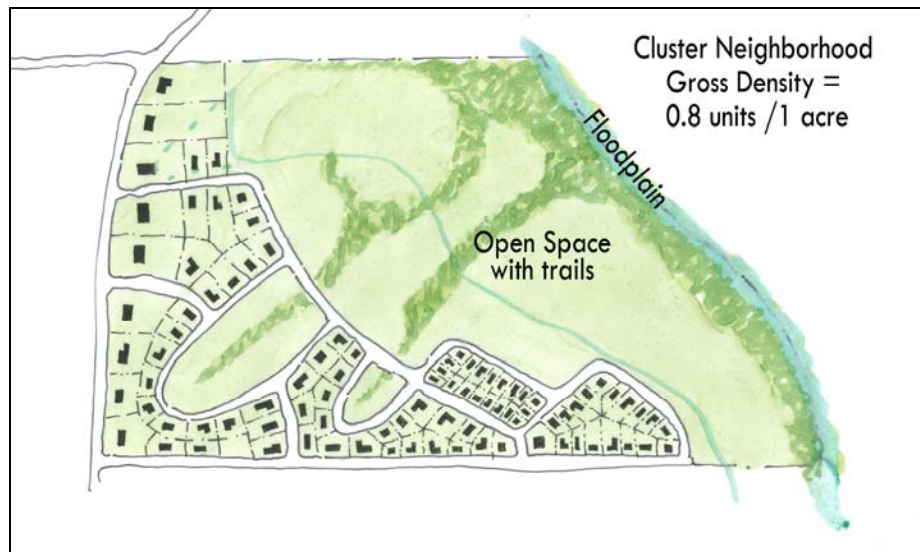 Cluster Neighborhood
Gross Density =
0.8 units /1 acre
Floodplain
Open Space
with trails